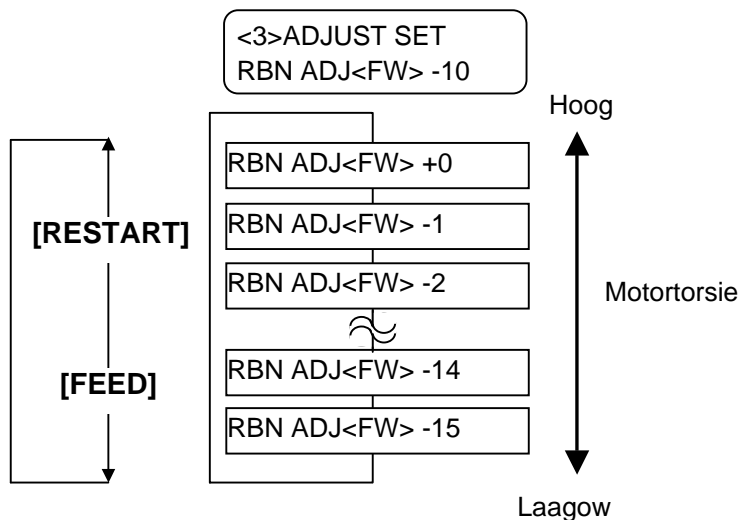 <3>ADJUST SET
RBN ADJ<FW> -10
Hoog
RBN ADJ<FW> +0
[RESTART]
RBN ADJ<FW> -1
RBN ADJ<FW> -2
Motortorsie
[FEED]
RBN ADJ<FW> -14
RBN ADJ<FW> -15
Laagow